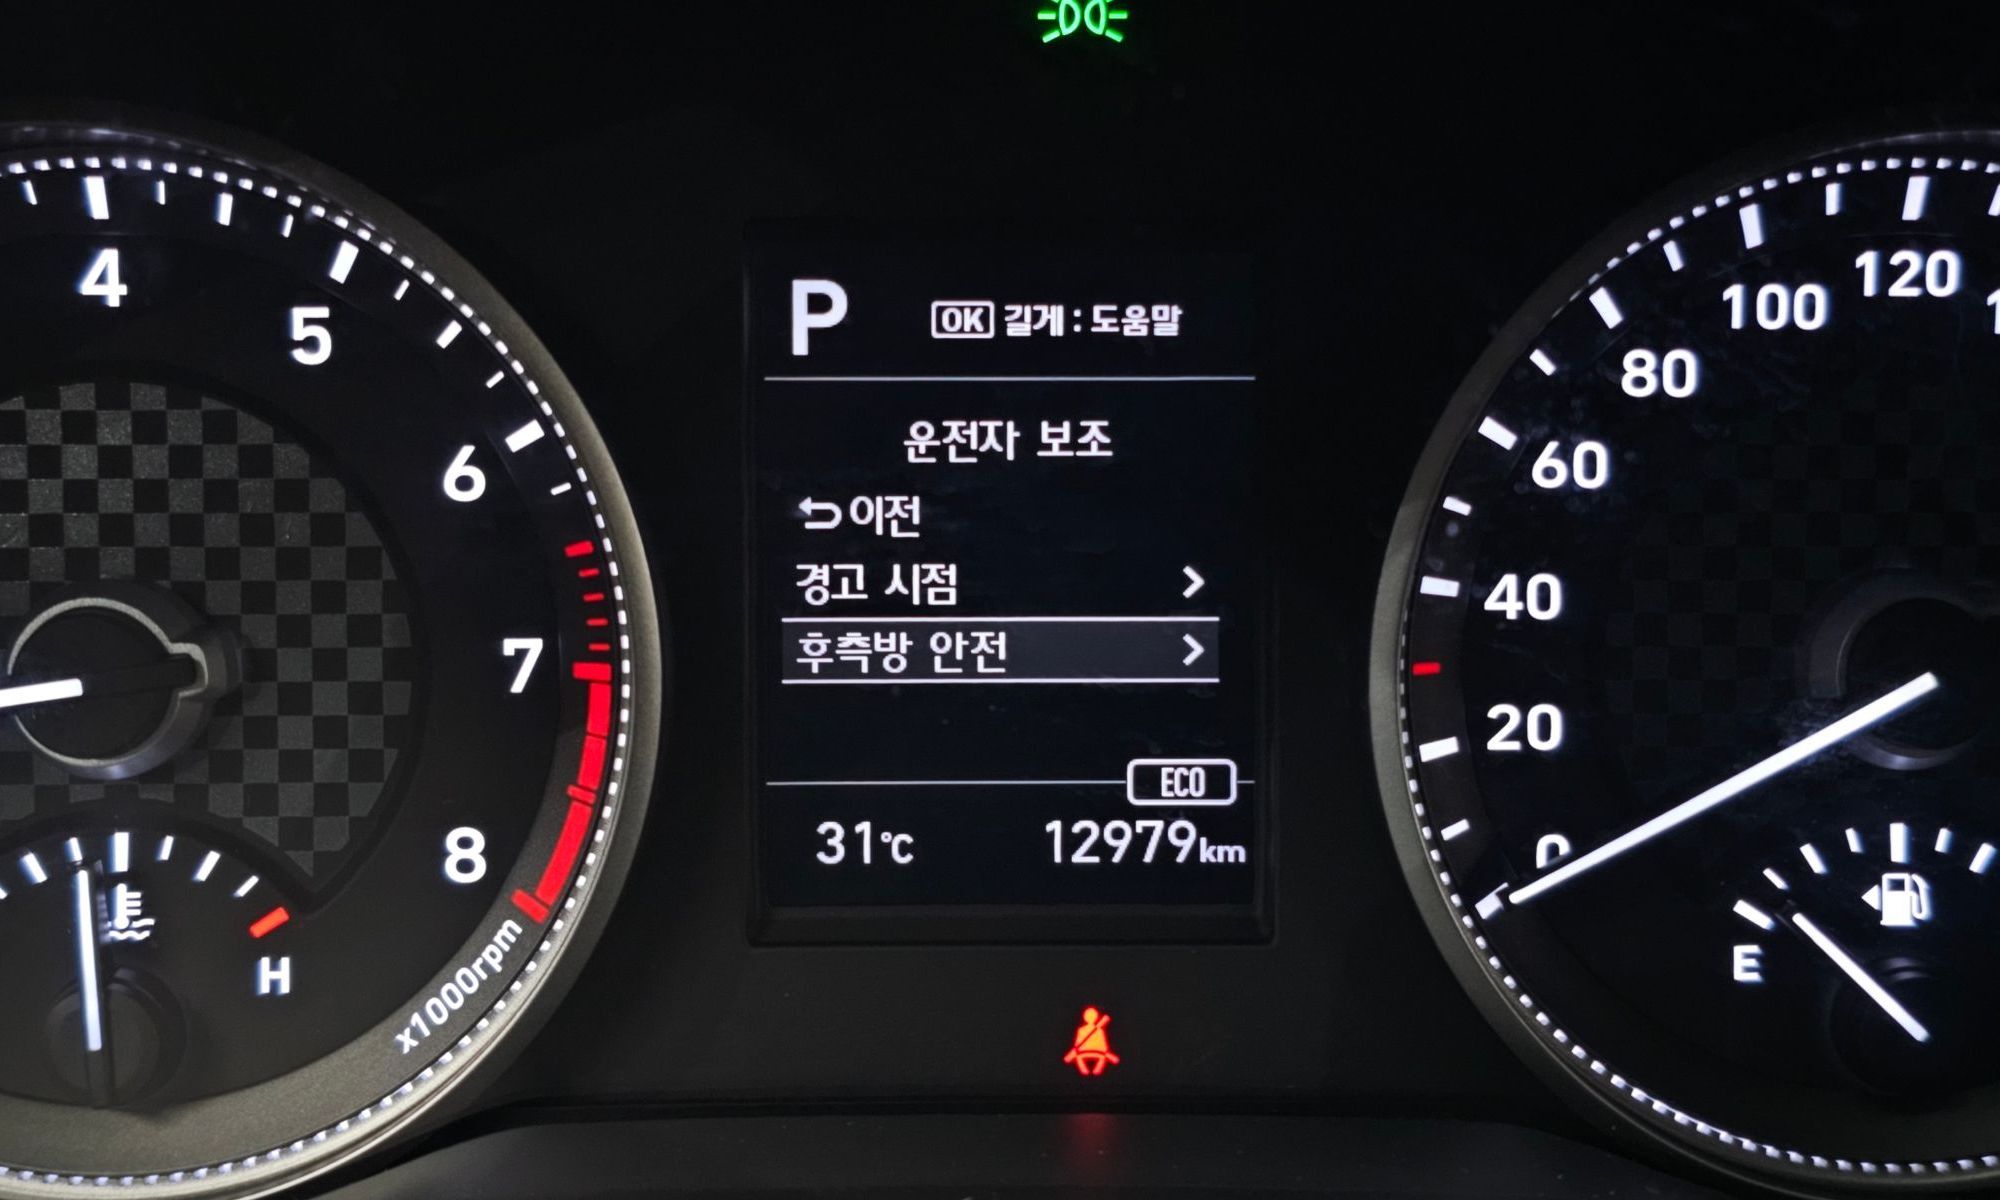 4
5
6
7
8
x1000rpm
H
P
OK 길게 : 도움말
운전자 보조
이전
경고 시점
후측방 안전
ECO
31°C
12979km
120
100
80
60
40
20
0
E